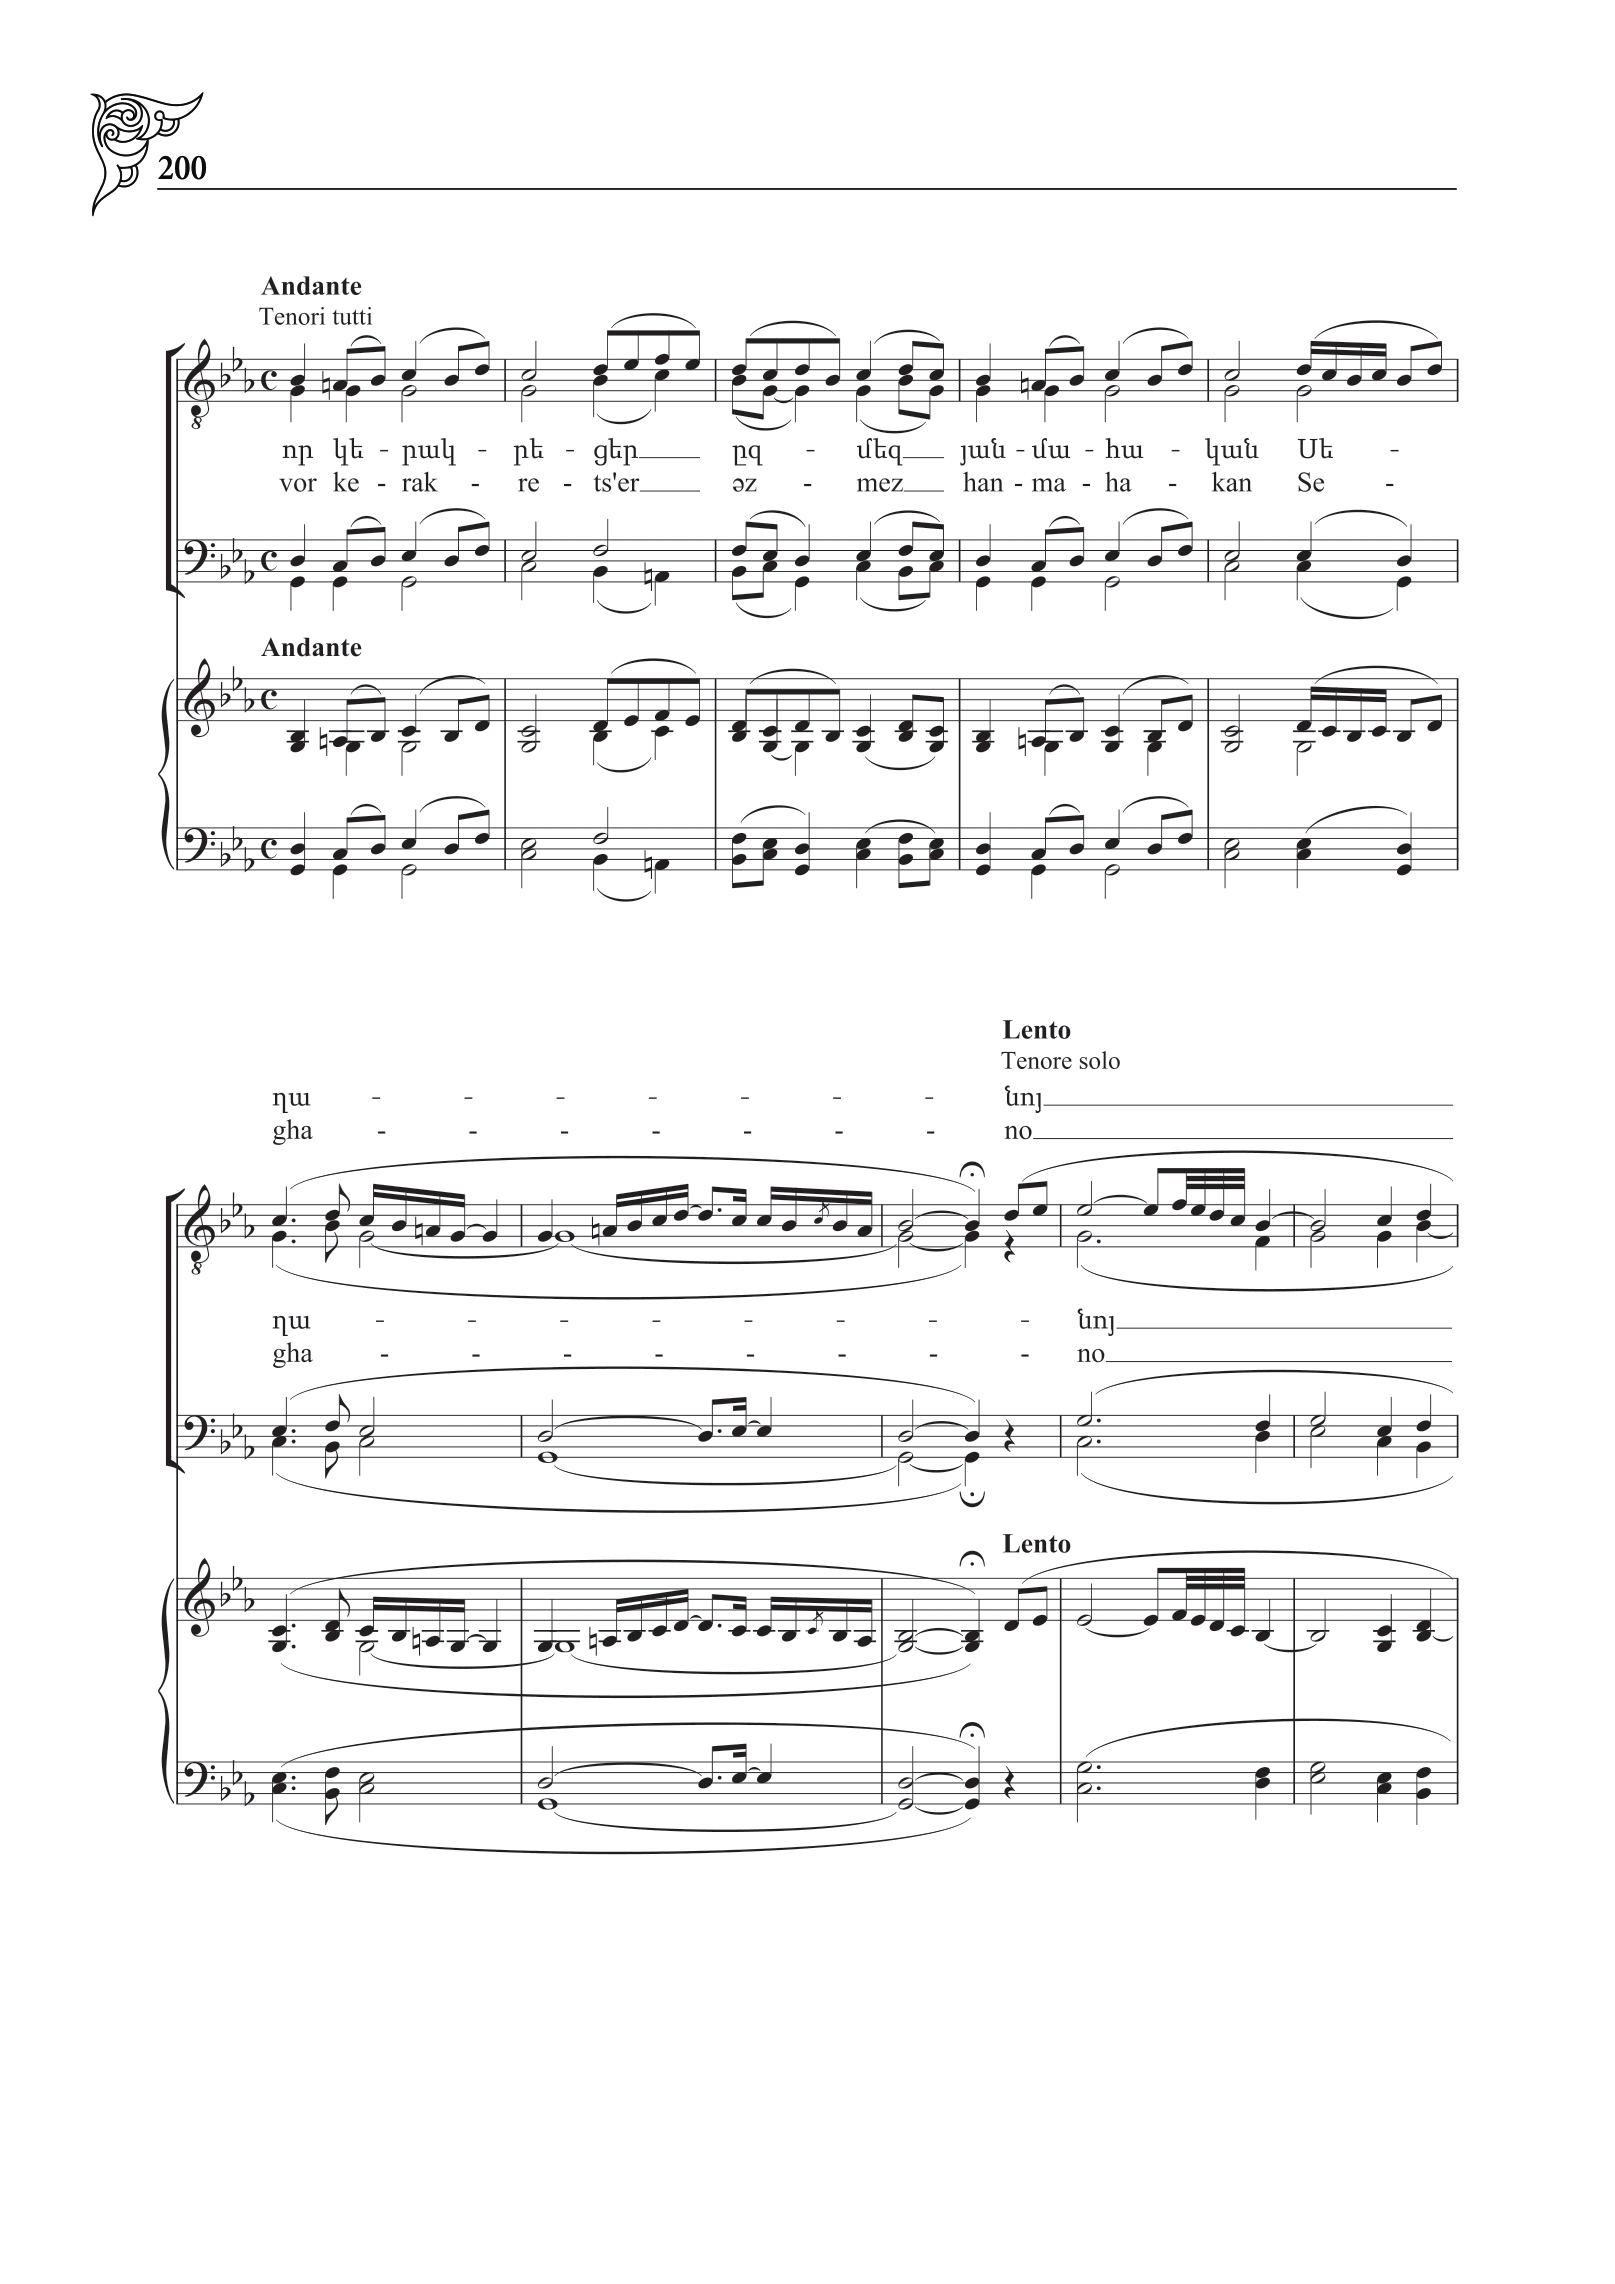 200
Andante
Tenori tutti
որ կե - րակ - րե - ցեր ըզ - մեզ յան - մա - հա - կան Սե -
vor ke - rak - re - ts'er əz - mez han - ma - ha - kan Se -
Andante
Lento
Tenore solo
ղա - - - - - - - նոյ
gha - - - - - - - no
ղա - - - - - - - - նոյ
gha - - - - - - - - no
Lento